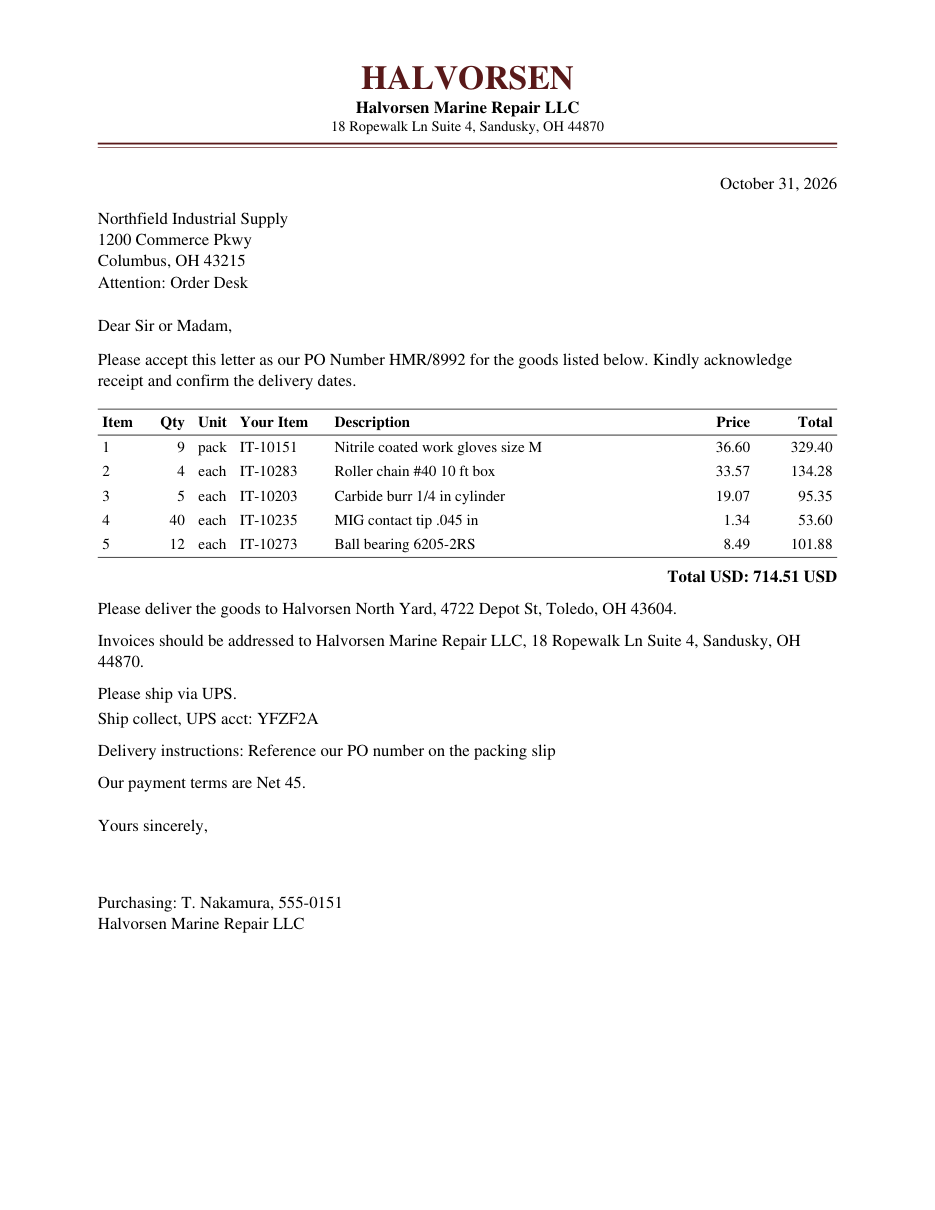 HALVORSEN
Halvorsen Marine Repair LLC
18 Ropewalk Ln Suite 4, Sandusky, OH 44870
October 31, 2026
Northfield Industrial Supply
1200 Commerce Pkwy
Columbus, OH 43215
Attention: Order Desk
Dear Sir or Madam,
Please accept this letter as our PO Number HMR/8992 for the goods listed below. Kindly acknowledge
receipt and confirm the delivery dates.
Item Qty Unit Your Item Description Price Total
1 9 pack IT-10151 Nitrile coated work gloves size M 36.60 329.40
2 4 each IT-10283 Roller chain #40 10 ft box 33.57 134.28
3 5 each IT-10203 Carbide burr 1/4 in cylinder 19.07 95.35
4 40 each IT-10235 MIG contact tip .045 in 1.34 53.60
5 12 each IT-10273 Ball bearing 6205-2RS 8.49 101.88
Total USD: 714.51 USD
Please deliver the goods to Halvorsen North Yard, 4722 Depot St, Toledo, OH 43604.
Invoices should be addressed to Halvorsen Marine Repair LLC, 18 Ropewalk Ln Suite 4, Sandusky, OH
44870.
Please ship via UPS.
Ship collect, UPS acct: YFZF2A
Delivery instructions: Reference our PO number on the packing slip
Our payment terms are Net 45.
Yours sincerely,
Purchasing: T. Nakamura, 555-0151
Halvorsen Marine Repair LLC